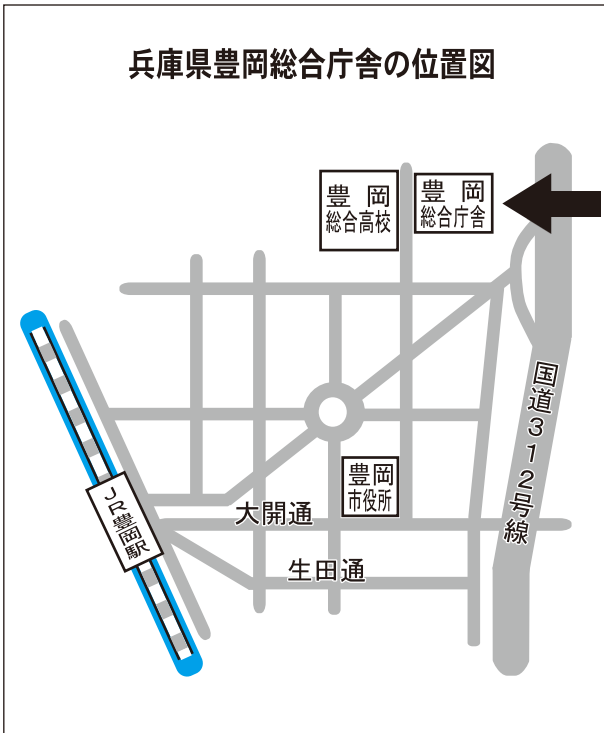 兵庫県豊岡総合庁舎の位置図
豊岡
総合高校
豊岡
総合庁舎
国道312号線
豊岡
市役所
JR豊岡駅
大開通
生田通